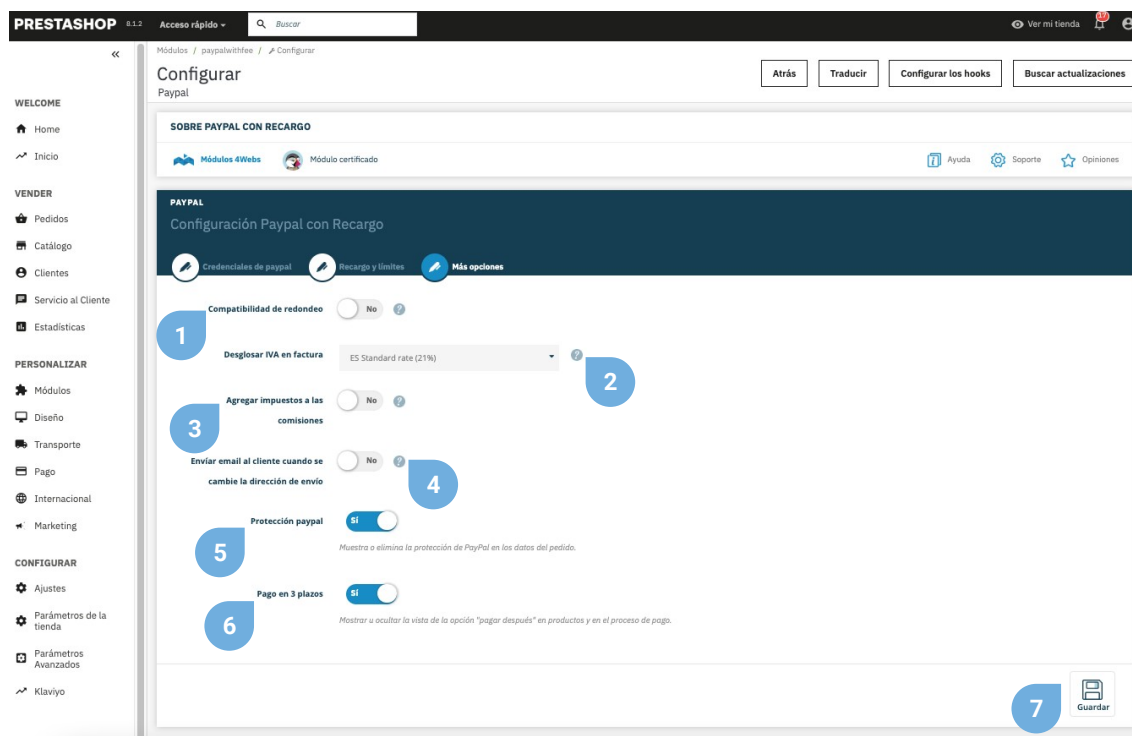 PRESTASHOP 8.1.2 Acceso rápido Buscar Ver mi tienda 17
«
Módulos / paypalwithfee / Configurar
Configurar
Paypal
Atrás Traducir Configurar los hooks Buscar actualizaciones
WELCOME
Home
Inicio
VENDER
Pedidos
Catálogo
Clientes
Servicio al Cliente
Estadísticas
PERSONALIZAR
Módulos
Diseño
Transporte
Pago
Internacional
Marketing
CONFIGURAR
Ajustes
Parámetros de la
tienda
Parámetros
Avanzados
Klaviyo
SOBRE PAYPAL CON RECARGO
Módulos 4Webs Módulo certificado Ayuda Soporte Opiniones
PAYPAL
Configuración Paypal con Recargo
Credenciales de paypal Recargo y límites Más opciones
1 Compatibilidad de redondeo No ?
Desglosar IVA en factura ES Standard rate (21%) ? 2
3 Agregar impuestos a las No ?
comisiones
Envíar email al cliente cuando se No ?
cambie la dirección de envío 4
Protección paypal Sí
5
Muestra o elimina la protección de PayPal en los datos del pedido.
Pago en 3 plazos Sí
6
Mostrar u ocultar la vista de la opción "pagar después" en productos y en el proceso de pago.
7 Guardar